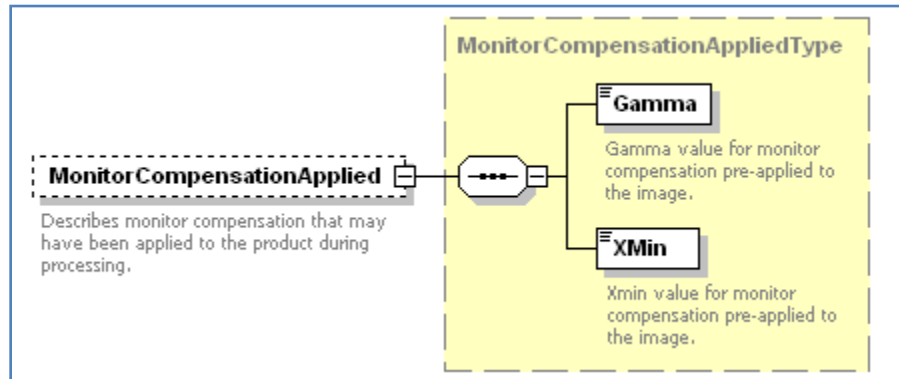 MonitorCompensationAppliedType
Gamma
Gamma value for monitor
compensation pre-applied to
the image.
MonitorCompensationApplied
Describes monitor compensation that may
have been applied to the product during
processing.
XMin
Xmin value for monitor
compensation pre-applied to
the image.